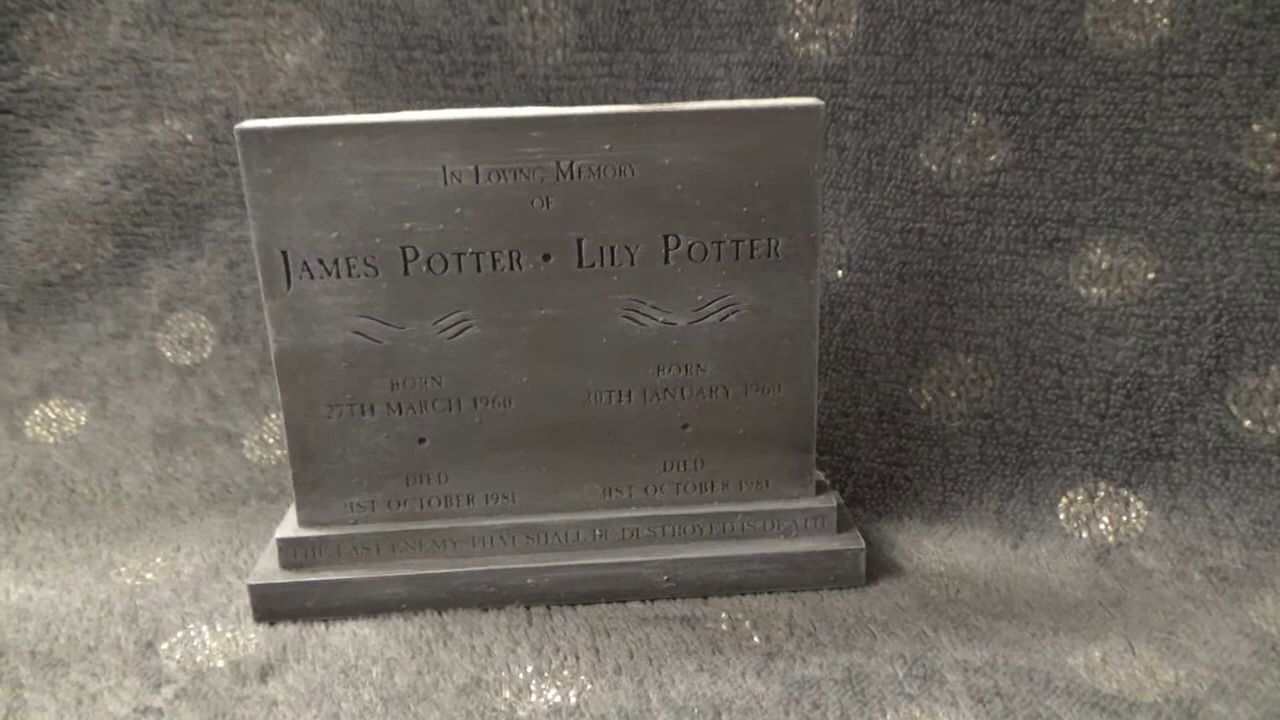 In Loving Memory
of
James Potter • Lily Potter
BORN
27TH MARCH 1960
•
DIED
31ST OCTOBER 1981
BORN
30TH JANUARY 1960
•
DIED
31ST OCTOBER 1981
THE LAST ENEMY THAT SHALL BE DESTROYED IS DEATH